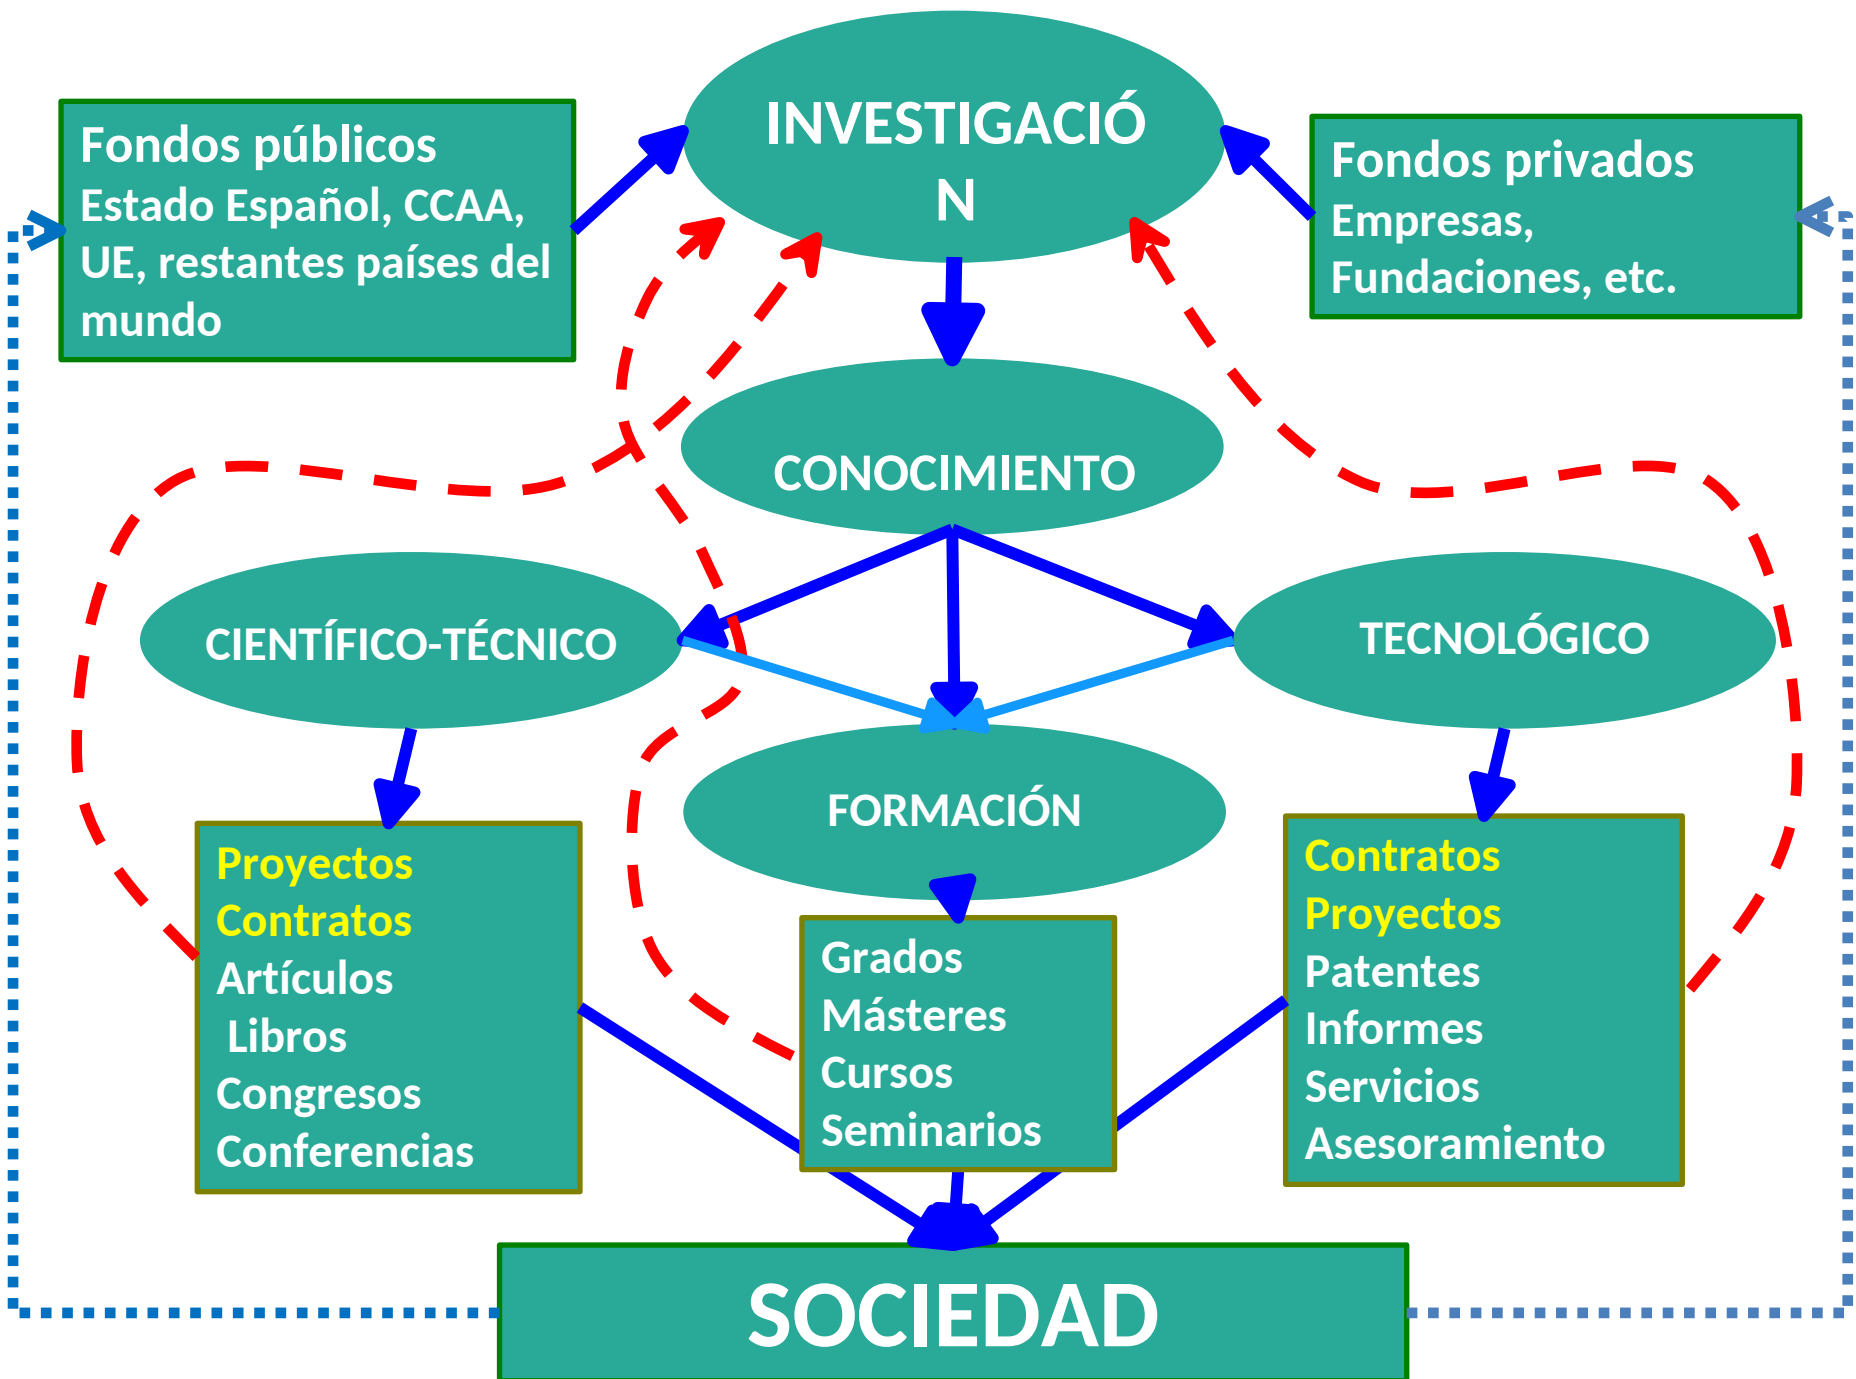 INVESTIGACIÓ
N
Fondos públicos
Estado Español, CCAA,
UE, restantes países del
mundo
Fondos privados
Empresas,
Fundaciones, etc.
CONOCIMIENTO
CIENTÍFICO-TÉCNICO
TECNOLÓGICO
FORMACIÓN
Proyectos
Contratos
Artículos
Libros
Congresos
Conferencias
Grados
Másteres
Cursos
Seminarios
Contratos
Proyectos
Patentes
Informes
Servicios
Asesoramiento
SOCIEDAD